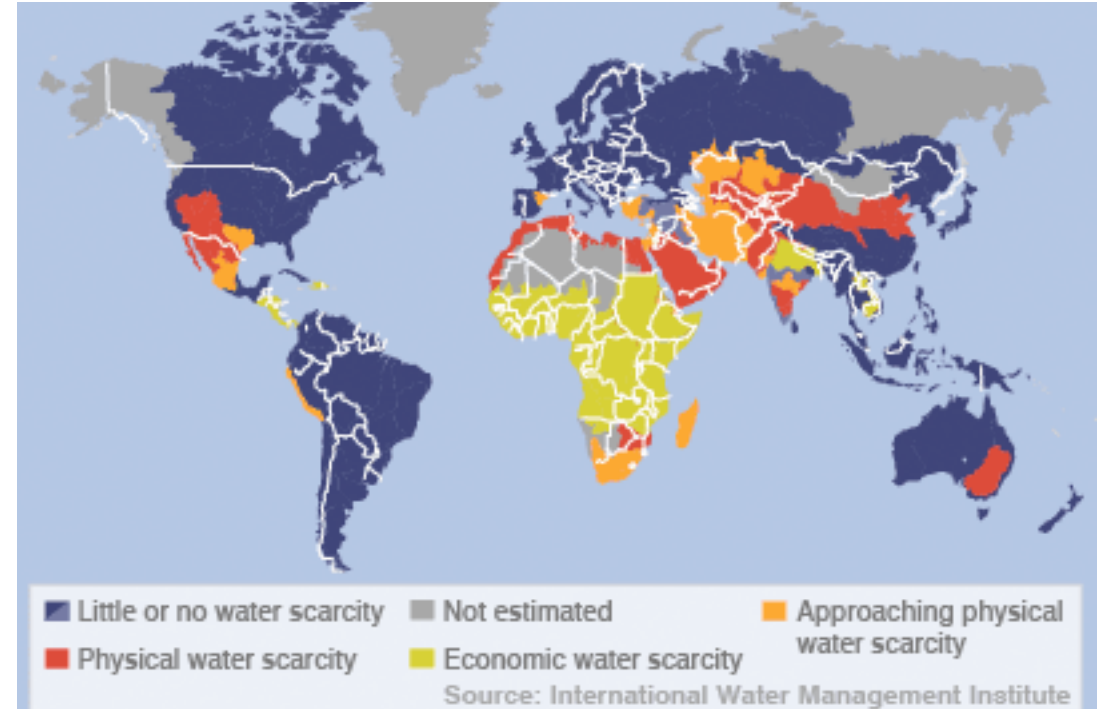 Little or no water scarcity
Not estimated
Approaching physical
water scarcity
Physical water scarcity
Economic water scarcity
Source: International Water Management Institute